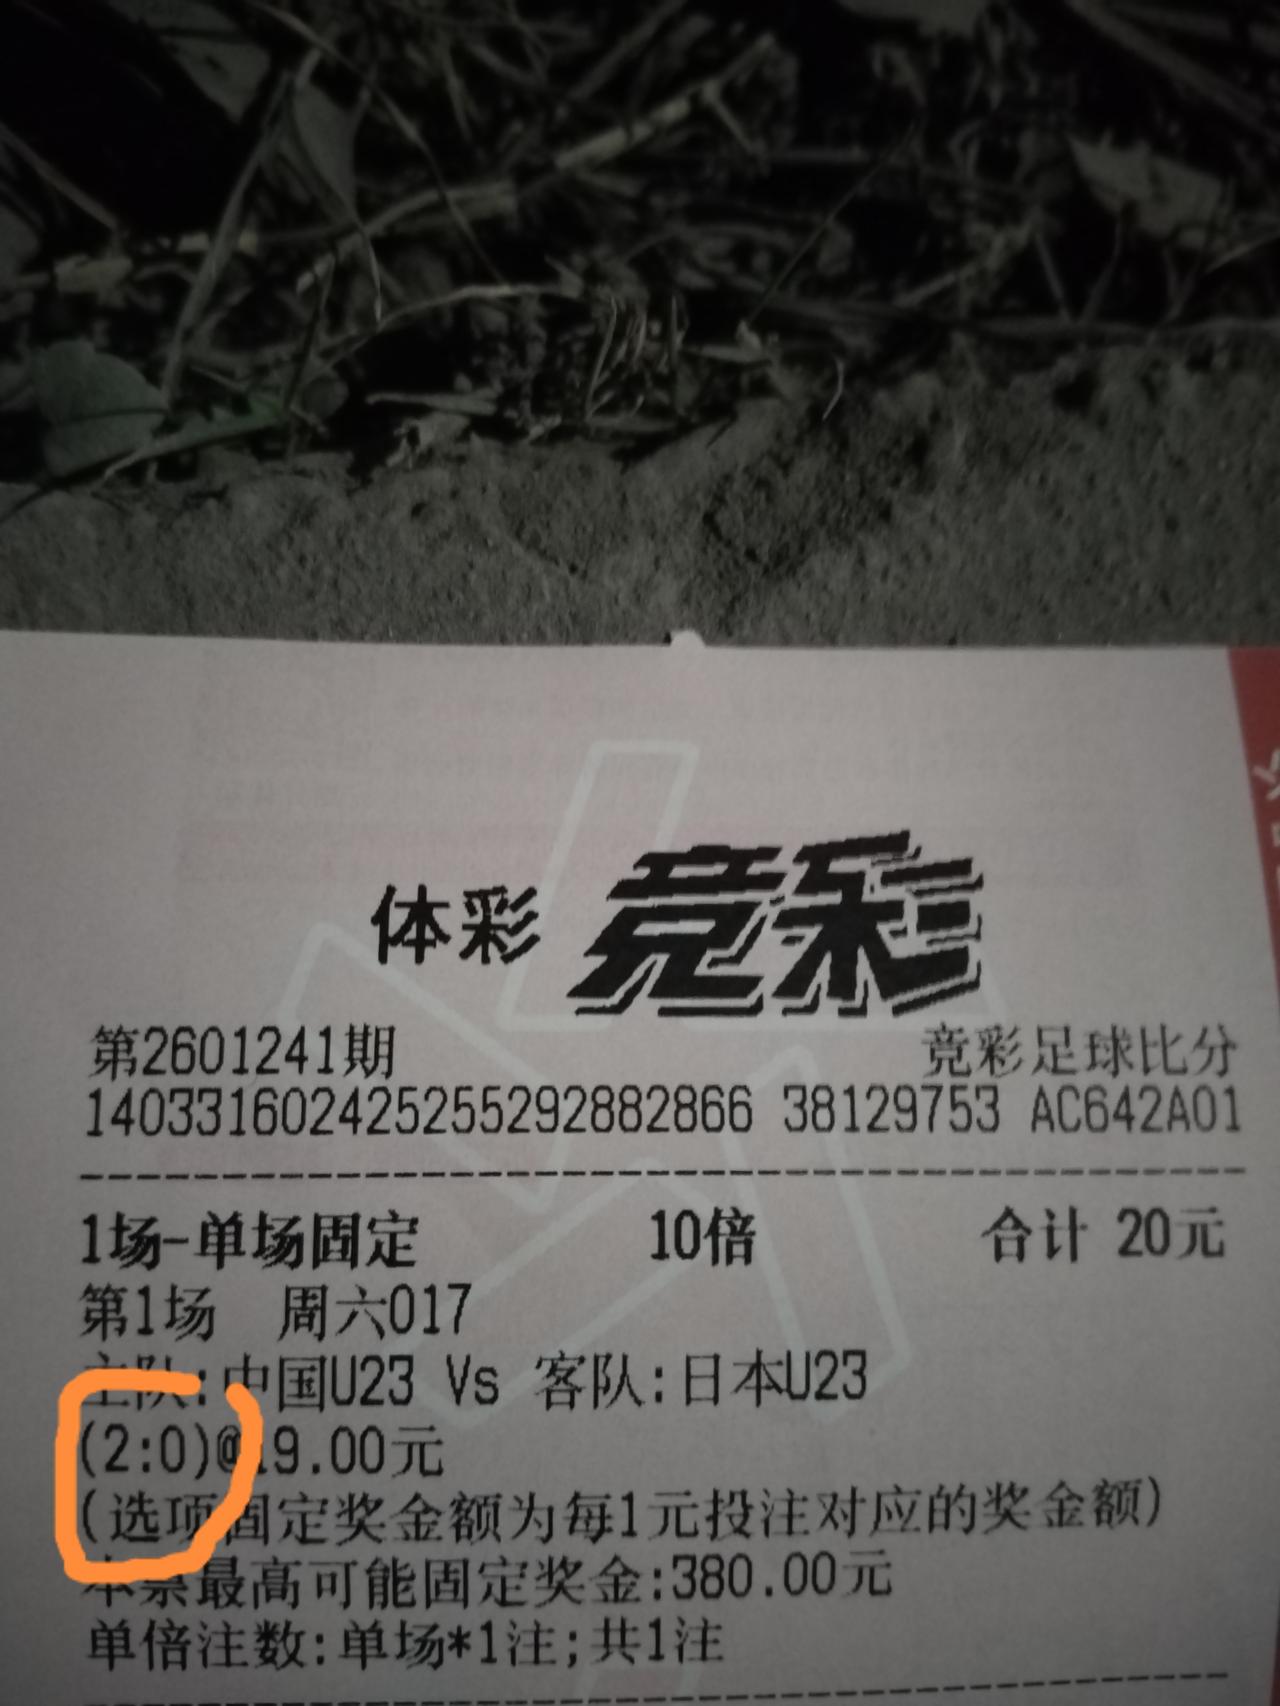 体彩 竞彩
第2601241期 竞彩足球比分
140331602425255292882866 38129753 AC642A01
1场-单场固定 10倍 合计 20元
第1场 周六017
主队:中国U23 Vs 客队:日本U23
(2:0)@19.00元
(选项固定奖金额为每1元投注对应的奖金额)
本票最高可能固定奖金:380.00元
单倍注数:单场*1注;共1注